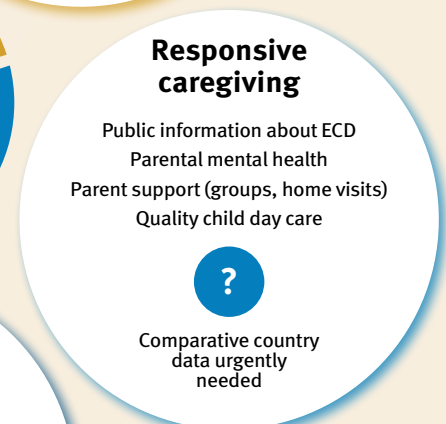 Responsive
caregiving
Public information about ECD
Parental mental health
Parent support (groups, home visits)
Quality child day care
?
Comparative country
data urgently
needed